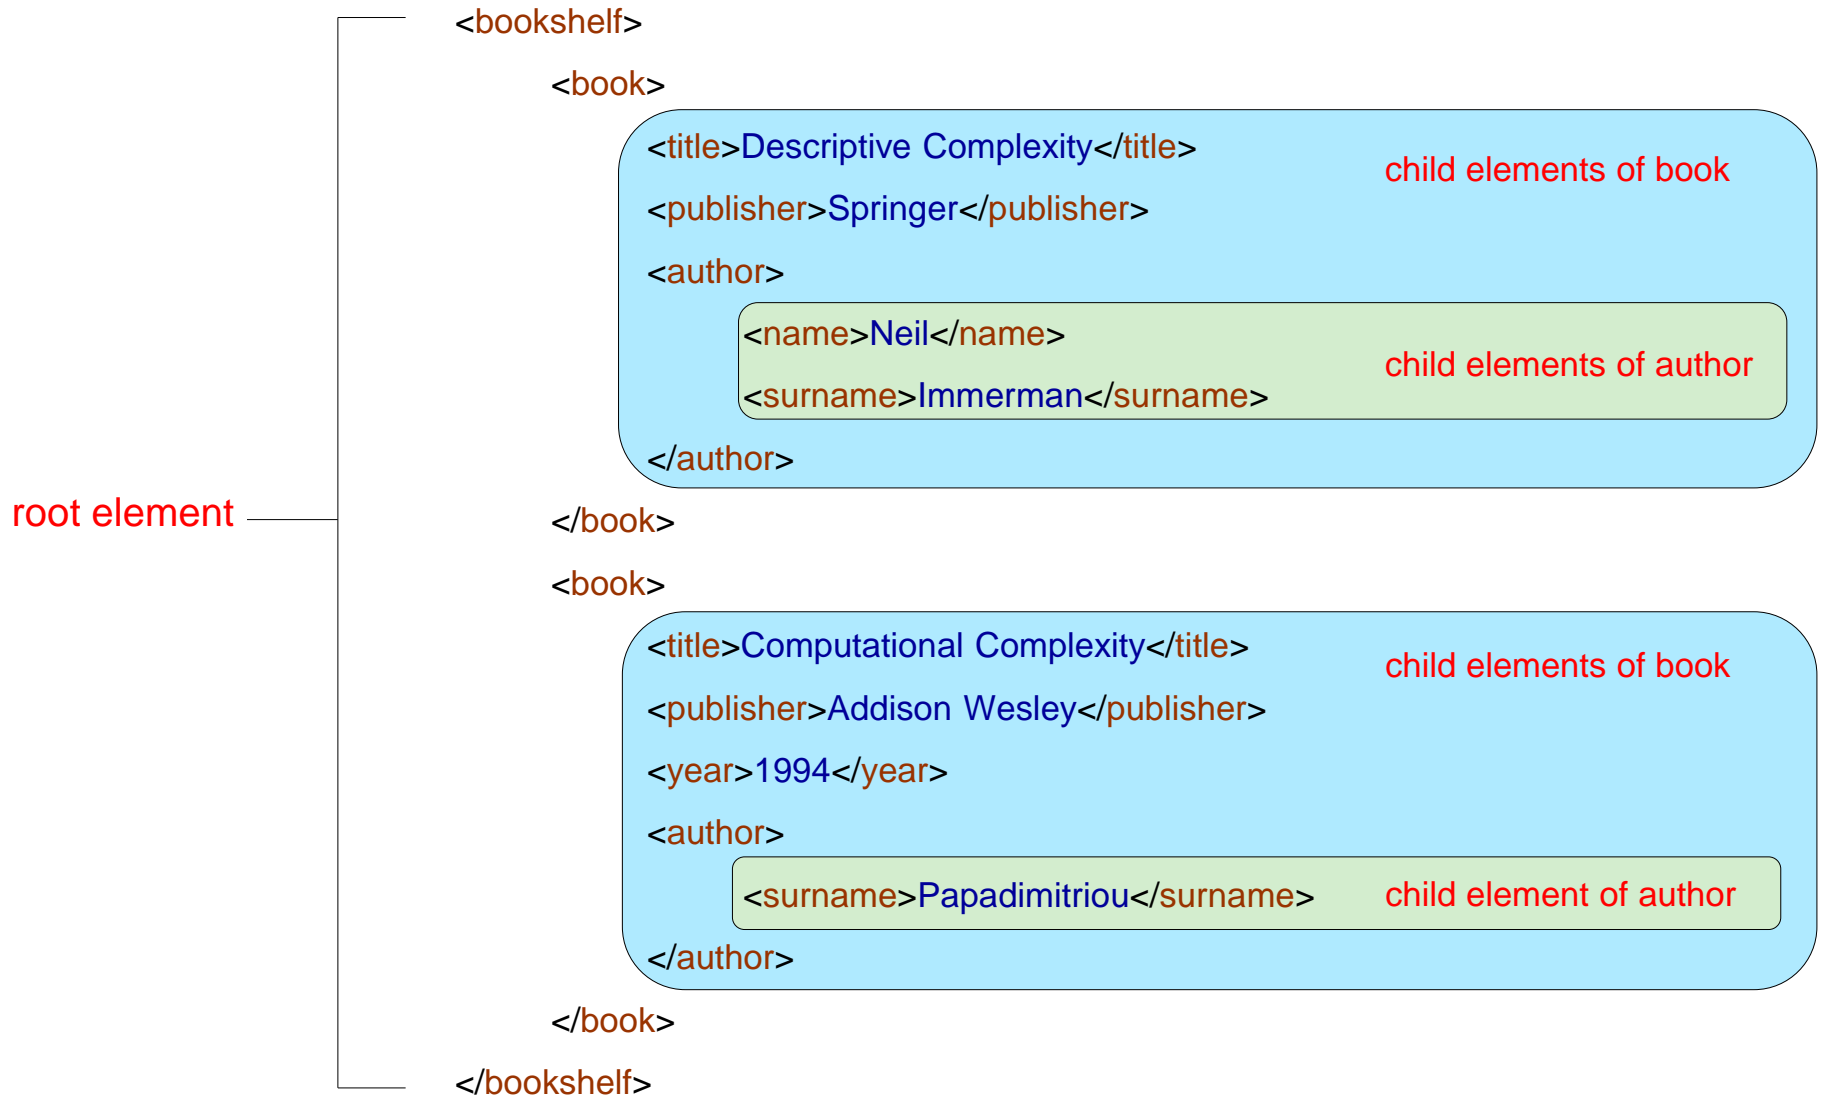 <bookshelf>
<book>
<title>Descriptive Complexity</title>
child elements of book
<publisher>Springer</publisher>
<author>
<name>Neil</name>
child elements of author
<surname>Immerman</surname>
</author>
root element
</book>
<book>
<title>Computational Complexity</title>
child elements of book
<publisher>Addison Wesley</publisher>
<year>1994</year>
<author>
<surname>Papadimitriou</surname> child element of author
</author>
</book>
</bookshelf>